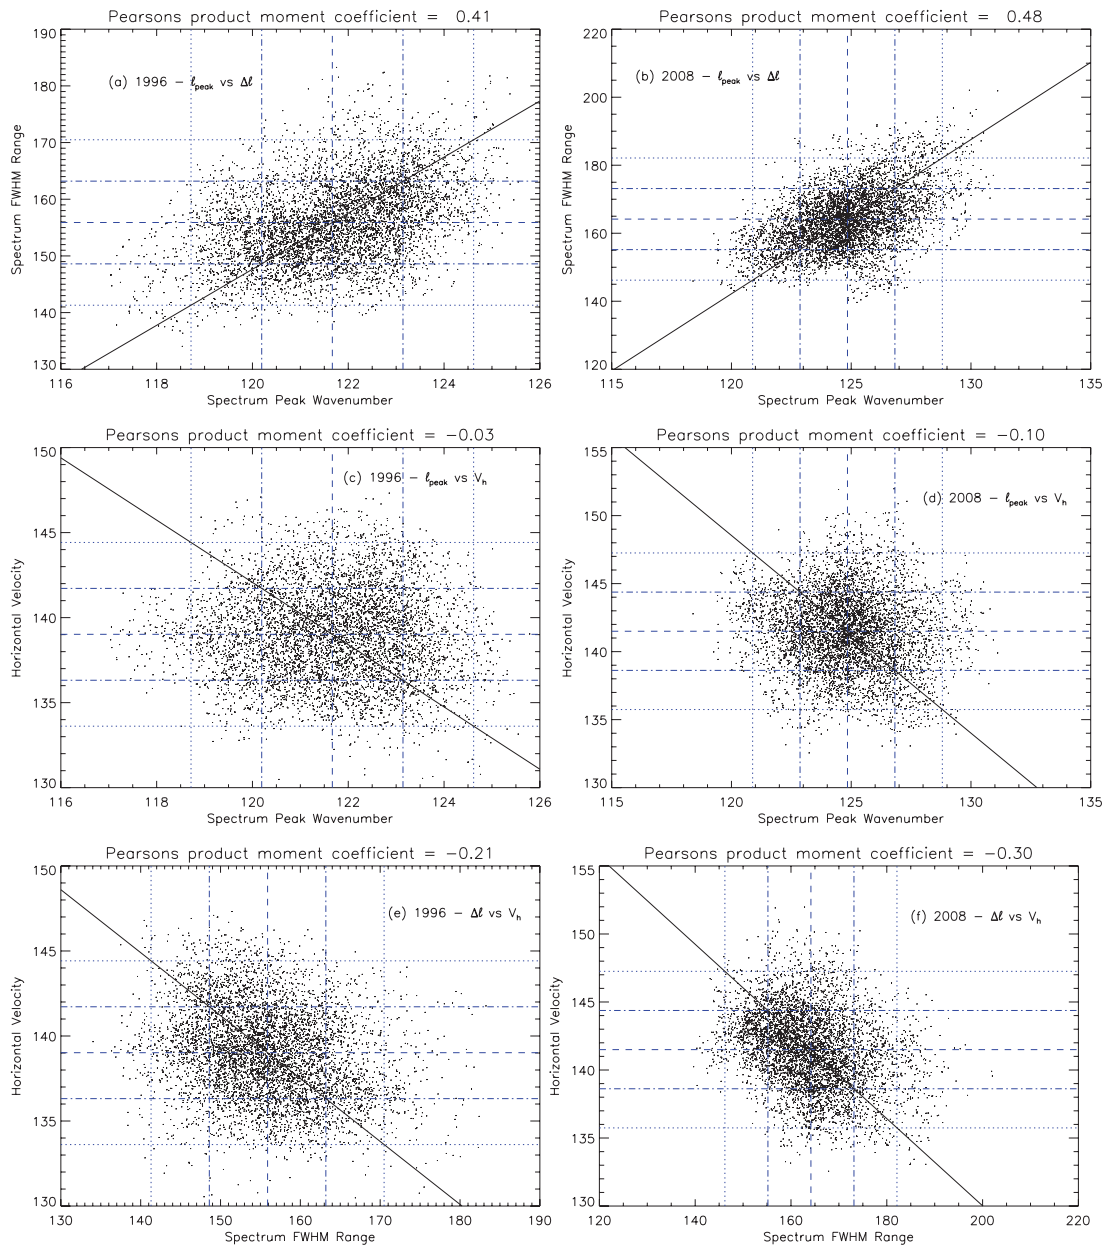 Pearsons product moment coefficient = 0.41
190
180
170
160
150
140
130
Spectrum FWHM Range
(a) 1996 − ℓpeak vs Δℓ
116 118 120 122 124 126
Spectrum Peak Wavenumber
Pearsons product moment coefficient = 0.48
220
200
180
160
140
120
Spectrum FWHM Range
(b) 2008 − ℓpeak vs Δℓ
115 120 125 130 135
Spectrum Peak Wavenumber
Pearsons product moment coefficient = −0.03
150
145
140
135
130
Horizontal Velocity
(c) 1996 − ℓpeak vs Vh
116 118 120 122 124 126
Spectrum Peak Wavenumber
Pearsons product moment coefficient = −0.10
155
150
145
140
135
130
Horizontal Velocity
(d) 2008 − ℓpeak vs Vh
115 120 125 130 135
Spectrum Peak Wavenumber
Pearsons product moment coefficient = −0.21
150
145
140
135
130
Horizontal Velocity
(e) 1996 − Δℓ vs Vh
130 140 150 160 170 180 190
Spectrum FWHM Range
Pearsons product moment coefficient = −0.30
155
150
145
140
135
130
Horizontal Velocity
(f) 2008 − Δℓ vs Vh
120 140 160 180 200 220
Spectrum FWHM Range